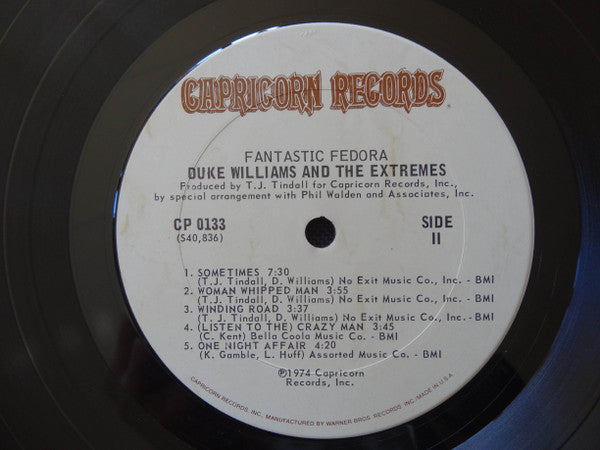 CAPRICORN RECORDS
FANTASTIC FEDORA
DUKE WILLIAMS AND THE EXTREMES
Produced by T.J. Tindall for Capricorn Records, Inc.,
by special arrangement with Phil Walden and Associates, Inc.
CP 0133
(S40,836)
SIDE
II
1. SOMETIMES 7:30
(T.J. Tindall, D. Williams) No Exit Music Co., Inc. - BMI
2. WOMAN WHIPPED MAN 3:55
(T.J. Tindall, D. Williams) No Exit Music Co., Inc. - BMI
3. WINDING ROAD 3:37
(T. J. Tindall, D. Williams) No Exit Music Co., Inc. - BMI
4. (LISTEN TO THE) CRAZY MAN 3:45
(C. Kent) Bella Coola Music Co. - BMI
5. ONE NIGHT AFFAIR 4:20
(K. Gamble, L. Huff) Assorted Music Co. - BMI
℗1974 Capricorn
Records, Inc.
CAPRICORN RECORDS, INC. MANUFACTURED BY WARNER BROS. RECORDS INC. MADE IN U.S.A.